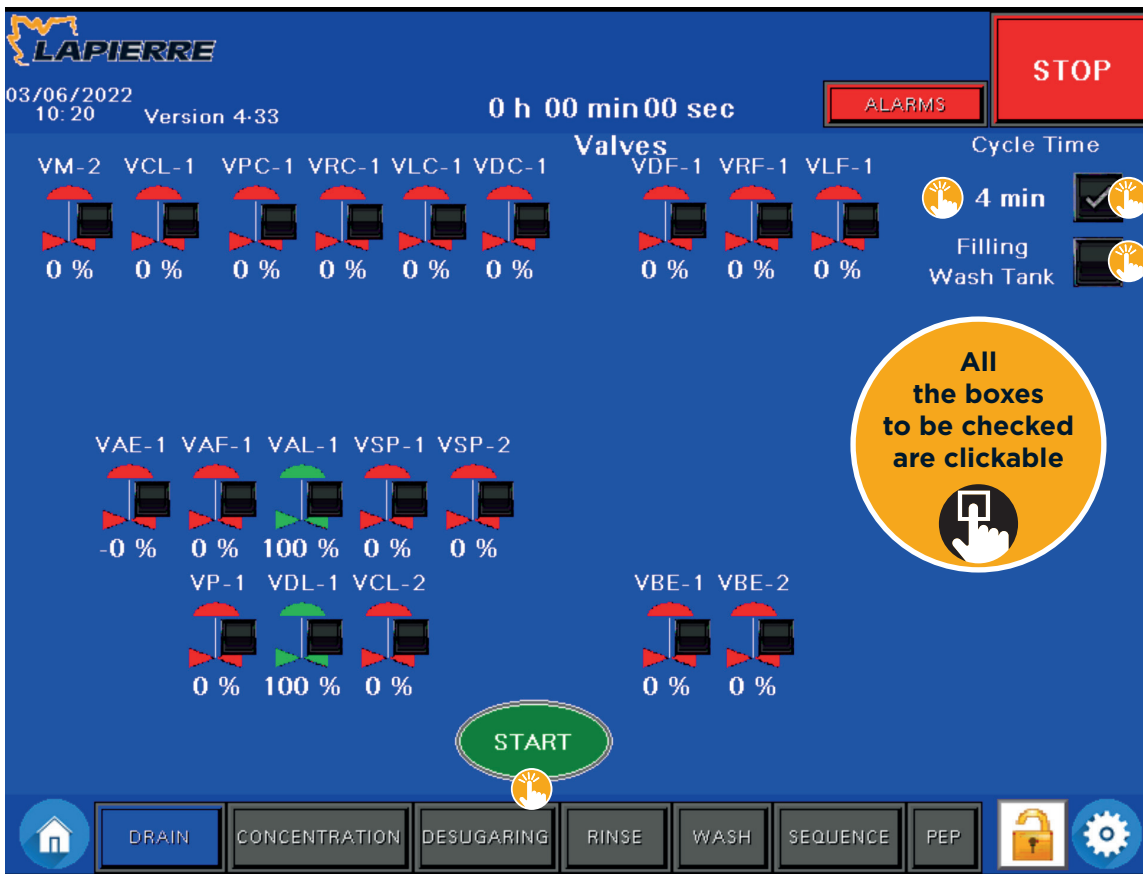 LAPIERRE
STOP
03/06/2022
10:20 Version 4.33
0 h 00 min 00 sec
ALARMS
Valves
Cycle Time
VM-2 VCL-1 VPC-1 VRC-1 VLC-1 VDC-1 VDF-1 VRF-1 VLF-1
4 min
0 % 0 % 0 % 0 % 0 % 0 % 0 % 0 % 0 %
Filling
Wash Tank
All
the boxes
to be checked
are clickable
VAE-1 VAF-1 VAL-1 VSP-1 VSP-2
-0 % 0 % 100 % 0 % 0 %
VP-1 VDL-1 VCL-2 VBE-1 VBE-2
0 % 100 % 0 % 0 % 0 %
START
DRAIN CONCENTRATION DESUGARING RINSE WASH SEQUENCE PEP